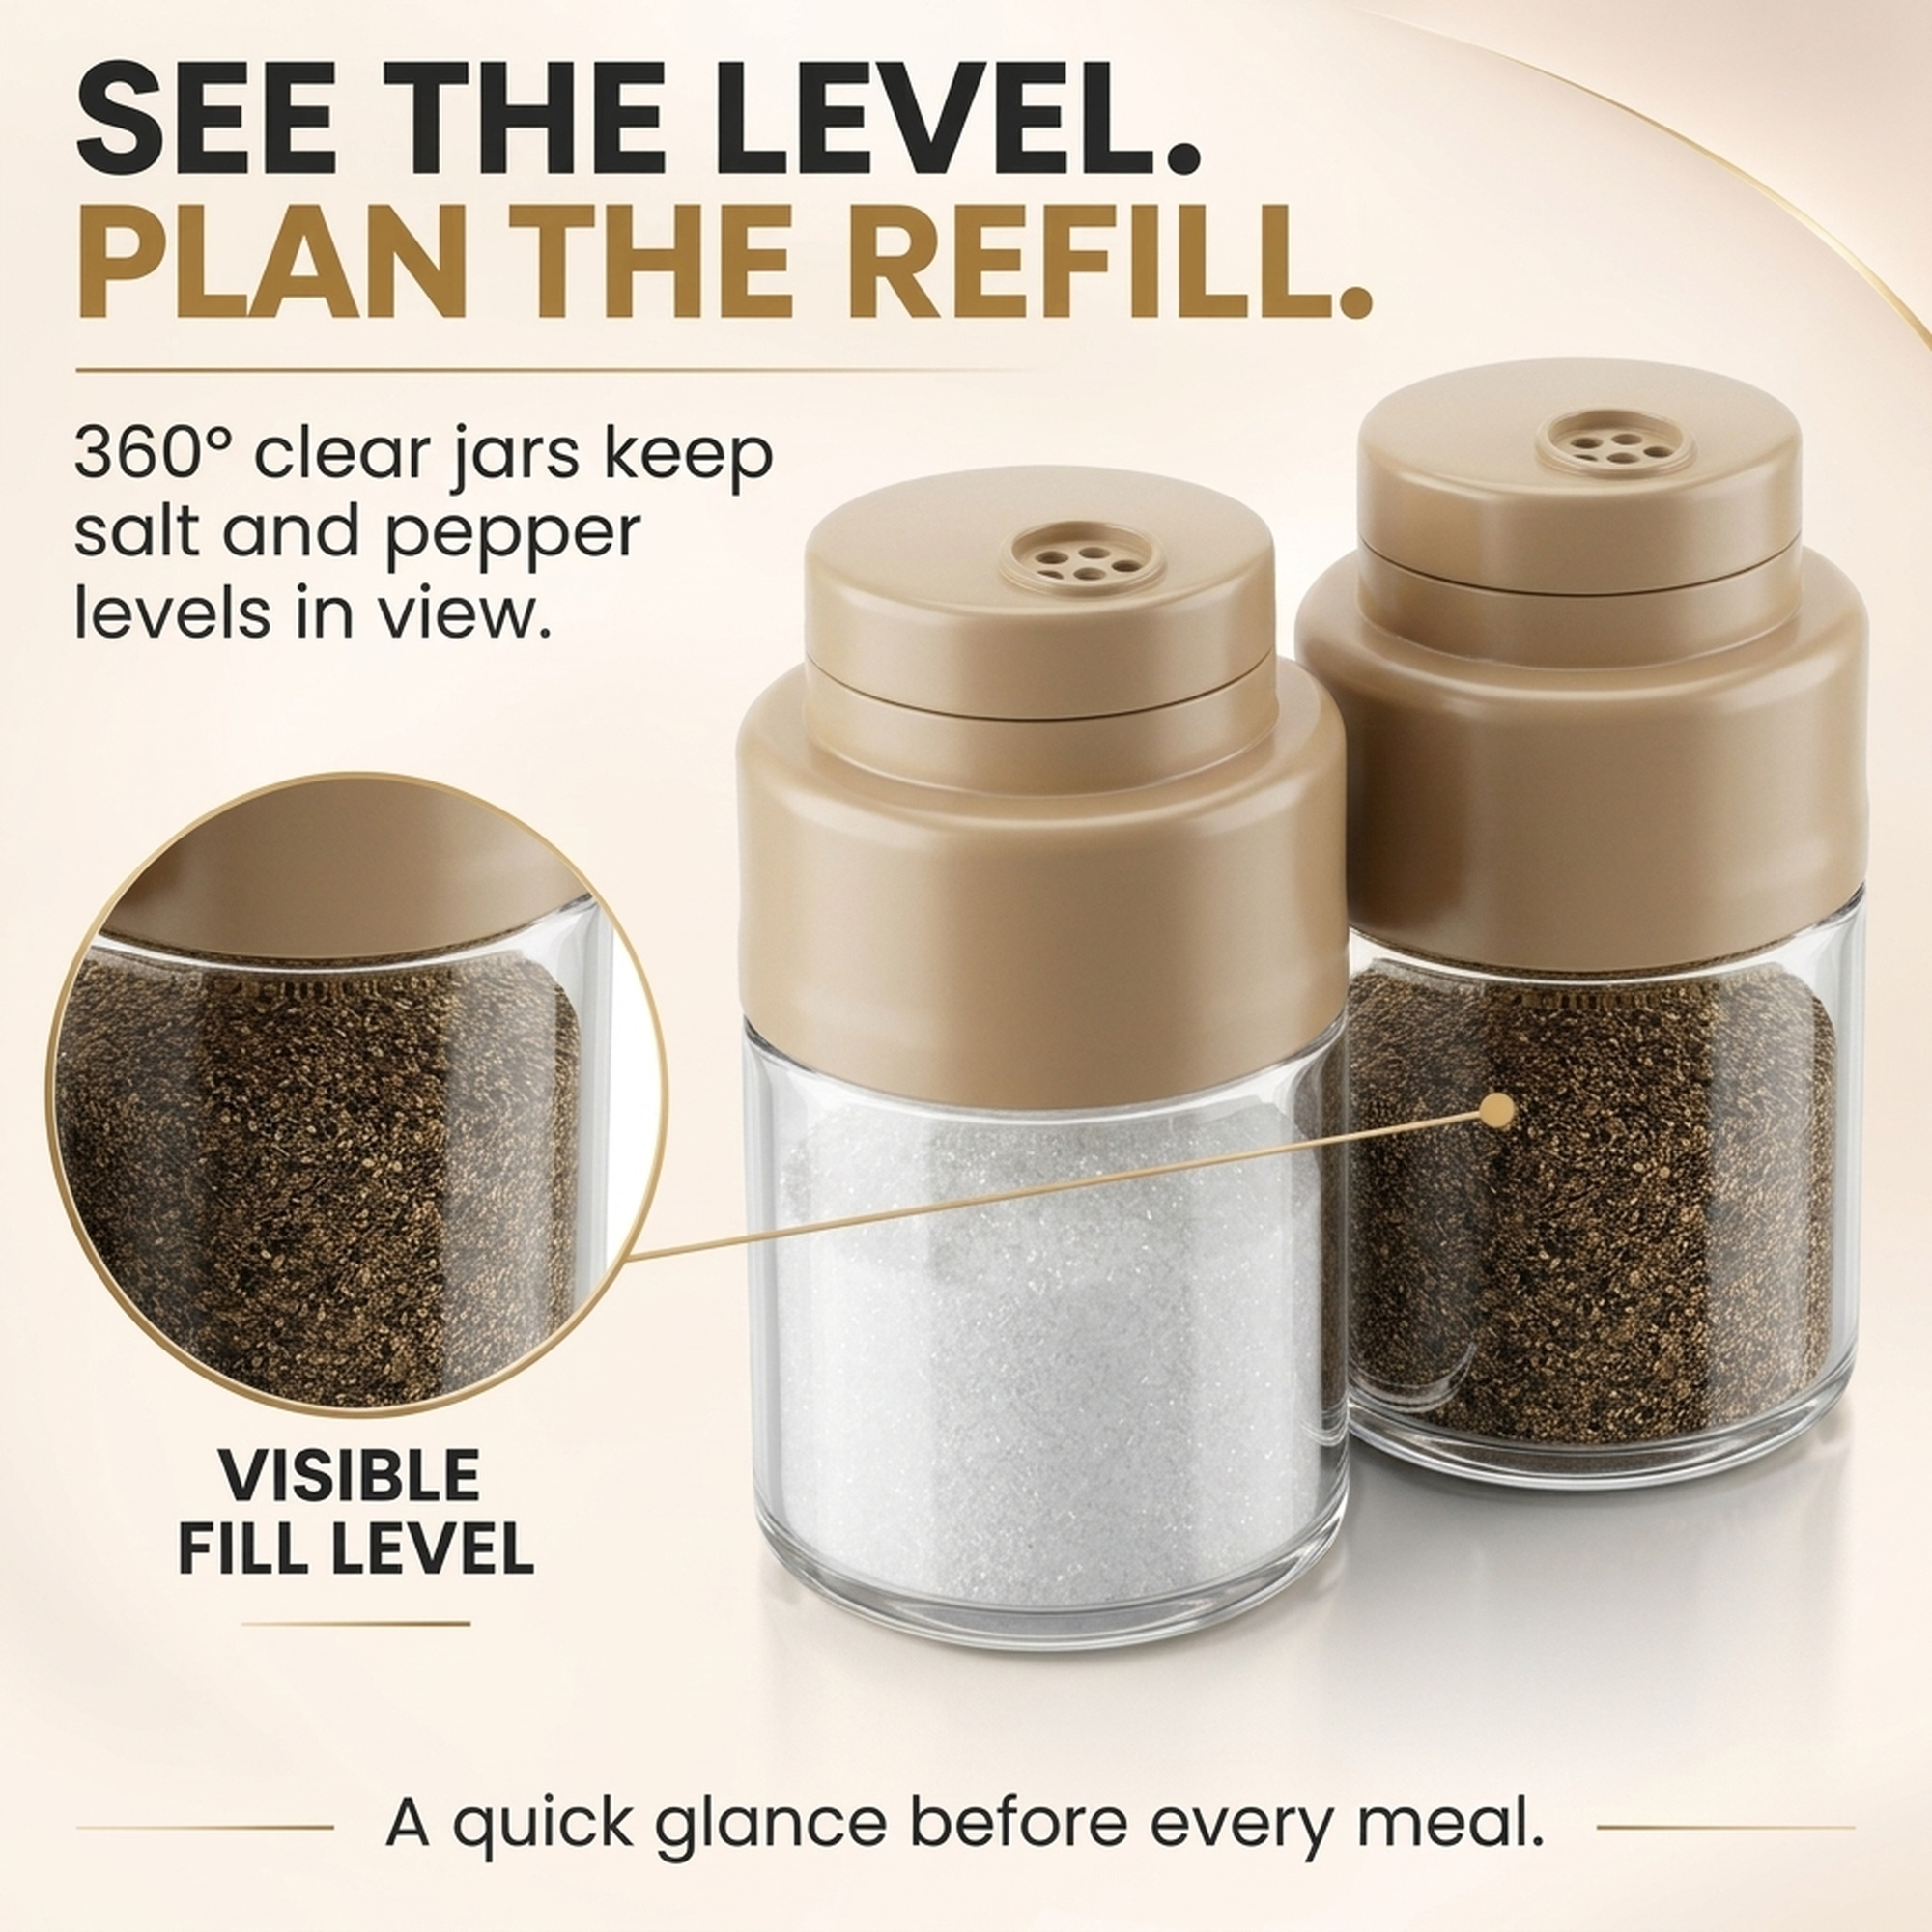 SEE THE LEVEL.
PLAN THE REFILL.
360° clear jars keep
salt and pepper
levels in view.
VISIBLE
FILL LEVEL
A quick glance before every meal.